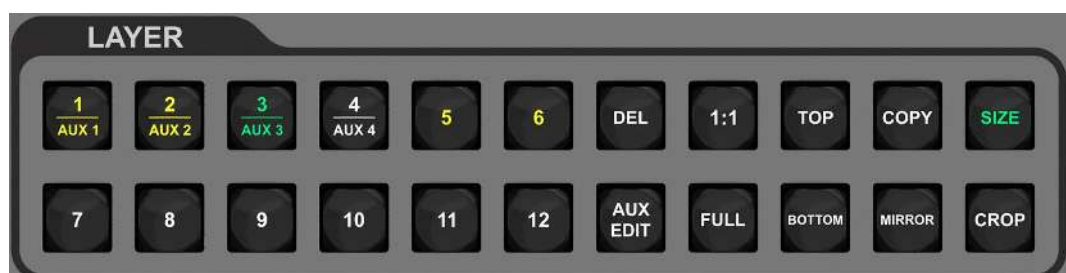 LAYER
1 2 3 4 5 6 DEL 1:1 TOP COPY SIZE
AUX 1 AUX 2 AUX 3 AUX 4
7 8 9 10 11 12 AUX EDIT FULL BOTTOM MIRROR CROP